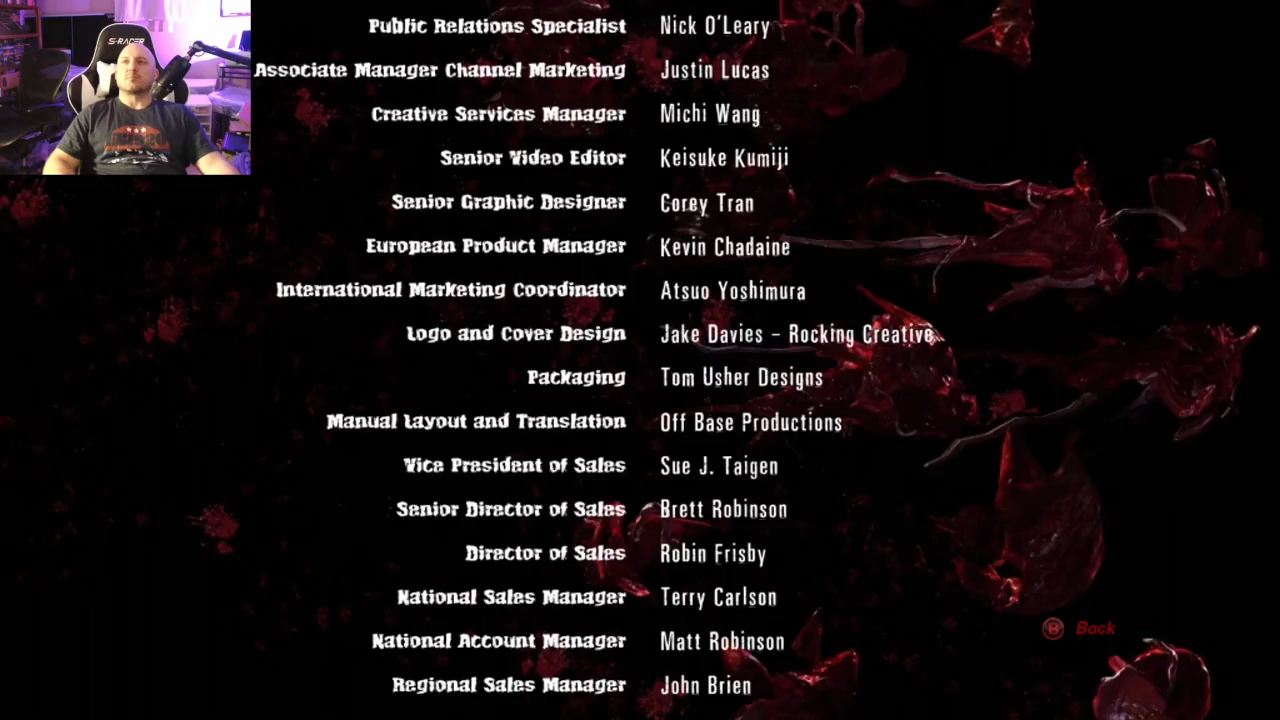 S-RACER
Public Relations Specialist Nick O'Leary
Associate Manager Channel Marketing Justin Lucas
Creative Services Manager Michi Wang
Senior Video Editor Keisuke Kumiji
Senior Graphic Designer Corey Tran
European Product Manager Kevin Chadaine
International Marketing Coordinator Atsuo Yoshimura
Logo and Cover Design Jake Davies - Rocking Creative
Packaging Tom Usher Designs
Manual Layout and Translation Off Base Productions
Vice President of Sales Sue J. Taigen
Senior Director of Sales Brett Robinson
Director of Sales Robin Frisby
National Sales Manager Terry Carlson
B Back
National Account Manager Matt Robinson
Regional Sales Manager John Brien